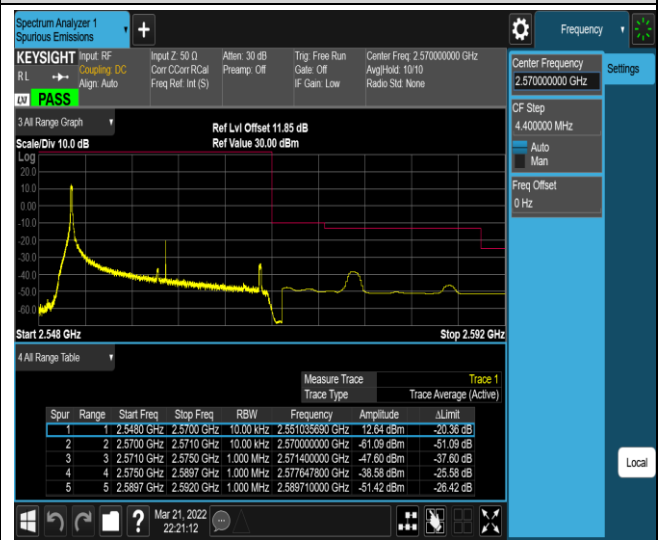 Spectrum Analyzer 1
Spurious Emissions
Frequency
KEYSIGHT
Input: RF
Coupling: DC
Align: Auto
Input Z: 50 Ω
Corr CCorr RCal
Freq Ref: Int (S)
Atten: 30 dB
Preamp: Off
Trig: Free Run
Gate: Off
IF Gain: Low
Center Freq: 2.570000000 GHz
Avg|Hold: 10/10
Radio Std: None
R L
LXI
PASS
Center Frequency
2.570000000 GHz
Settings
CF Step
4.400000 MHz
Auto
Man
Freq Offset
0 Hz
3 All Range Graph
Ref Lvl Offset 11.85 dB
Scale/Div 10.0 dB
Ref Value 30.00 dBm
Log
20.0
10.0
0.00
-10.0
-20.0
-30.0
-40.0
-50.0
-60.0
Start 2.548 GHz
Stop 2.592 GHz
4 All Range Table
Measure Trace Trace 1
Trace Type Trace Average (Active)
Spur Range Start Freq Stop Freq RBW Frequency Amplitude ΔLimit
1 1 2.5480 GHz 2.5700 GHz 10.00 kHz 2.551035690 GHz 12.64 dBm -20.36 dB
2 2 2.5700 GHz 2.5710 GHz 10.00 kHz 2.570000000 GHz -61.09 dBm -51.09 dB
3 3 2.5710 GHz 2.5750 GHz 1.000 MHz 2.571400000 GHz -47.60 dBm -37.60 dB
4 4 2.5750 GHz 2.5897 GHz 1.000 MHz 2.577647800 GHz -38.58 dBm -25.58 dB
5 5 2.5897 GHz 2.5920 GHz 1.000 MHz 2.589710000 GHz -51.42 dBm -26.42 dB
Local
Mar 21, 2022
22:21:12